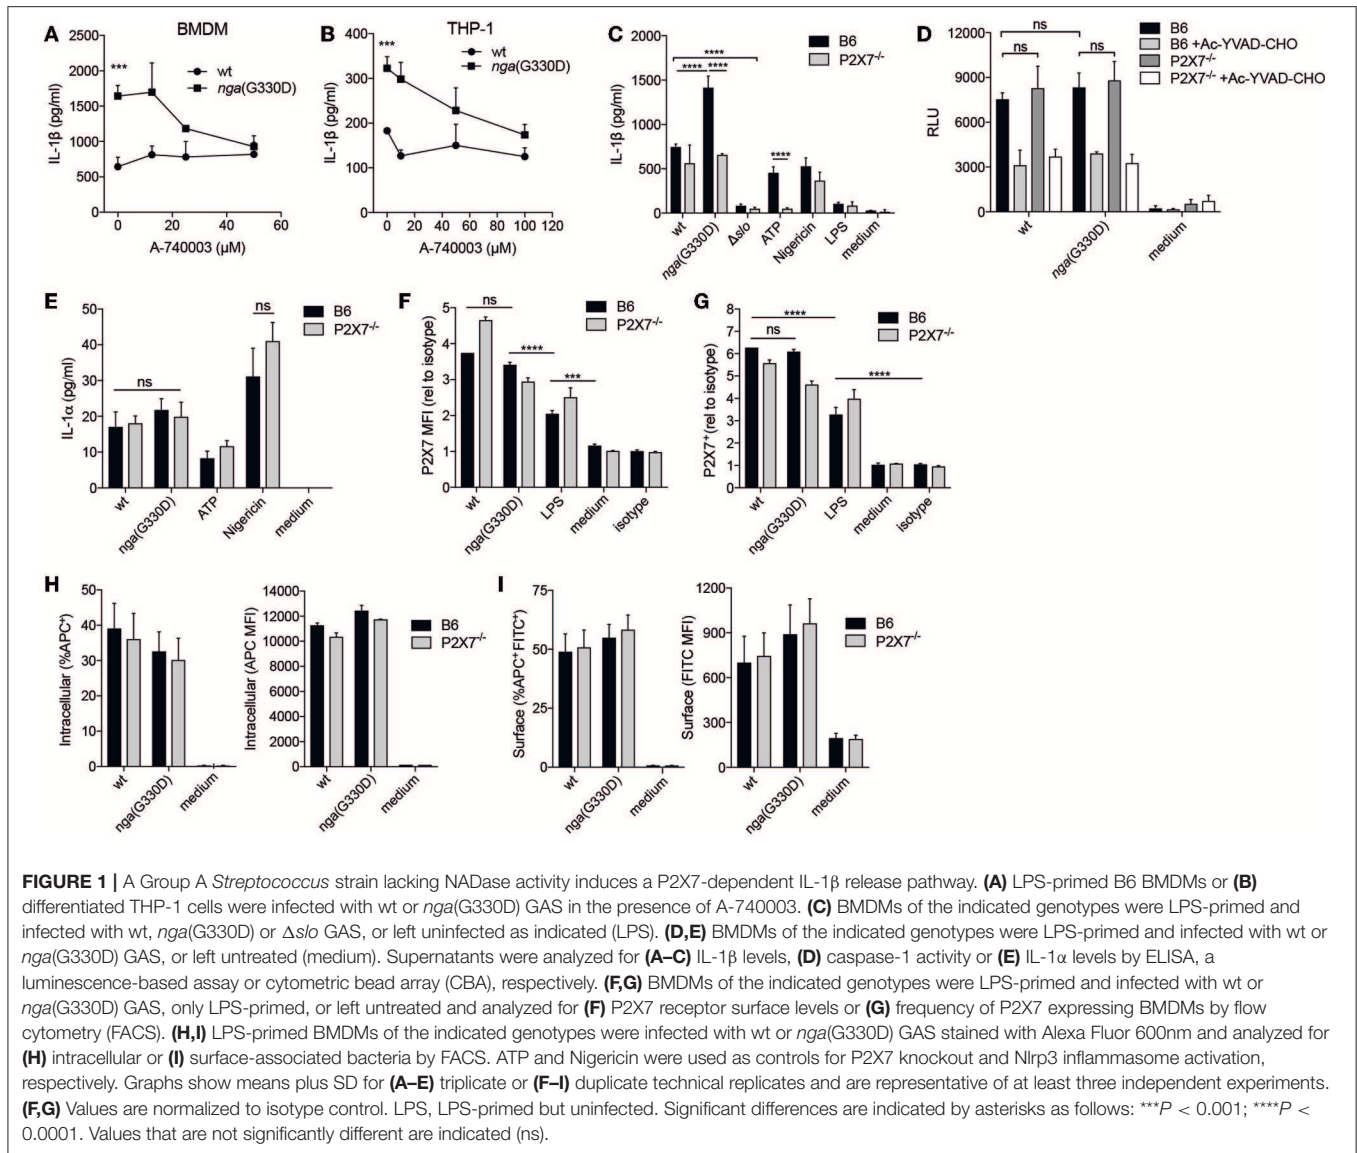 A
BMDM
2500
2000
1500
1000
500
0
IL-1β (pg/ml)
***
wt
nga(G330D)
0 20 40 60
A-740003 (µM)
B
THP-1
400
300
200
100
0
IL-1β (pg/ml)
***
wt
nga(G330D)
0 20 40 60 80 100 120
A-740003 (µM)
C
2000
1500
1000
500
0
IL-1β (pg/ml)
****
**** ****
****
B6
P2X7-/-
wt
nga(G330D)
Δslo
ATP
Nigericin
LPS
medium
D
12000
9000
6000
3000
0
RLU
ns
ns ns
B6
B6 +Ac-YVAD-CHO
P2X7-/-
P2X7-/- +Ac-YVAD-CHO
wt
nga(G330D)
medium
E
50
40
30
20
10
0
IL-1α (pg/ml)
ns
ns
B6
P2X7-/-
wt
nga(G330D)
ATP
Nigericin
medium
F
5
4
3
2
1
0
P2X7 MFI (rel to isotype)
ns
****
***
B6
P2X7-/-
wt
nga(G330D)
LPS
medium
isotype
G
8
7
6
5
4
3
2
1
0
P2X7+ (rel to isotype)
****
ns
****
B6
P2X7-/-
wt
nga(G330D)
LPS
medium
isotype
H
50
40
30
20
10
0
Intracellular (%APC+)
wt
nga(G330D)
medium
14000
12000
10000
8000
6000
4000
2000
0
Intracellular (APC MFI)
B6
P2X7-/-
wt
nga(G330D)
medium
I
75
50
25
0
Surface (%APC+ FITC+)
wt
nga(G330D)
medium
1200
900
600
300
0
Surface (FITC MFI)
B6
P2X7-/-
wt
nga(G330D)
medium
FIGURE 1 | A Group A Streptococcus strain lacking NADase activity induces a P2X7-dependent IL-1β release pathway. (A) LPS-primed B6 BMDMs or (B)
differentiated THP-1 cells were infected with wt or nga(G330D) GAS in the presence of A-740003. (C) BMDMs of the indicated genotypes were LPS-primed and
infected with wt, nga(G330D) or Δslo GAS, or left uninfected as indicated (LPS). (D,E) BMDMs of the indicated genotypes were LPS-primed and infected with wt or
nga(G330D) GAS, or left untreated (medium). Supernatants were analyzed for (A–C) IL-1β levels, (D) caspase-1 activity or (E) IL-1α levels by ELISA, a
luminescence-based assay or cytometric bead array (CBA), respectively. (F,G) BMDMs of the indicated genotypes were LPS-primed and infected with wt or
nga(G330D) GAS, only LPS-primed, or left untreated and analyzed for (F) P2X7 receptor surface levels or (G) frequency of P2X7 expressing BMDMs by flow
cytometry (FACS). (H,I) LPS-primed BMDMs of the indicated genotypes were infected with wt or nga(G330D) GAS stained with Alexa Fluor 600nm and analyzed for
(H) intracellular or (I) surface-associated bacteria by FACS. ATP and Nigericin were used as controls for P2X7 knockout and Nlrp3 inflammasome activation,
respectively. Graphs show means plus SD for (A–E) triplicate or (F–I) duplicate technical replicates and are representative of at least three independent experiments.
(F,G) Values are normalized to isotype control. LPS, LPS-primed but uninfected. Significant differences are indicated by asterisks as follows: ***P < 0.001; ****P <
0.0001. Values that are not significantly different are indicated (ns).